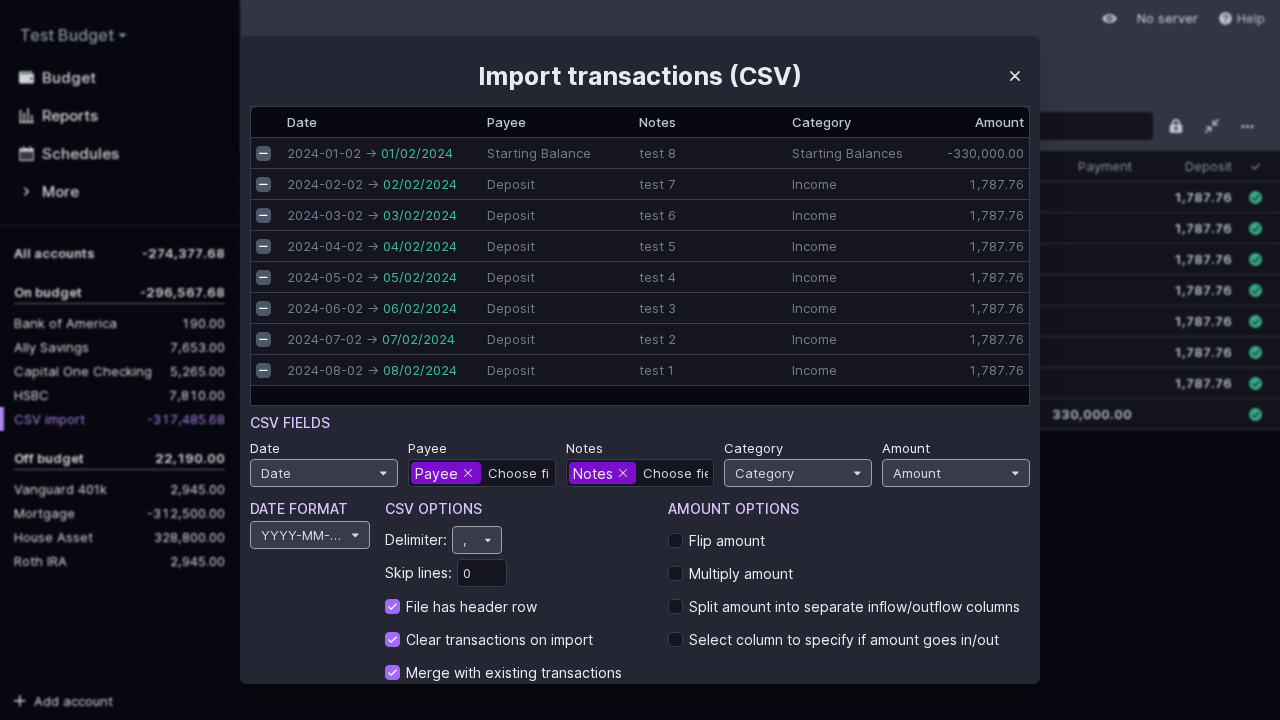 Test Budget
Budget
Reports
Schedules
More
All accounts -274,377.68
On budget -296,567.68
Bank of America 190.00
Ally Savings 7,653.00
Capital One Checking 5,265.00
HSBC 7,810.00
CSV import -317,485.68
Off budget 22,190.00
Vanguard 401k 2,945.00
Mortgage -312,500.00
House Asset 328,800.00
Roth IRA 2,945.00
Add account
No server Help
Payment Deposit
1,787.76
1,787.76
1,787.76
1,787.76
1,787.76
1,787.76
1,787.76
330,000.00
Import transactions (CSV)
Date Payee Notes Category Amount
2024-01-02 → 01/02/2024 Starting Balance test 8 Starting Balances -330,000.00
2024-02-02 → 02/02/2024 Deposit test 7 Income 1,787.76
2024-03-02 → 03/02/2024 Deposit test 6 Income 1,787.76
2024-04-02 → 04/02/2024 Deposit test 5 Income 1,787.76
2024-05-02 → 05/02/2024 Deposit test 4 Income 1,787.76
2024-06-02 → 06/02/2024 Deposit test 3 Income 1,787.76
2024-07-02 → 07/02/2024 Deposit test 2 Income 1,787.76
2024-08-02 → 08/02/2024 Deposit test 1 Income 1,787.76
CSV FIELDS
Date Payee Notes Category Amount
Date Payee Choose fi Notes Choose fie Category Amount
DATE FORMAT CSV OPTIONS AMOUNT OPTIONS
YYYY-MM-...
Delimiter: ,
Skip lines: 0
File has header row
Clear transactions on import
Merge with existing transactions
Flip amount
Multiply amount
Split amount into separate inflow/outflow columns
Select column to specify if amount goes in/out